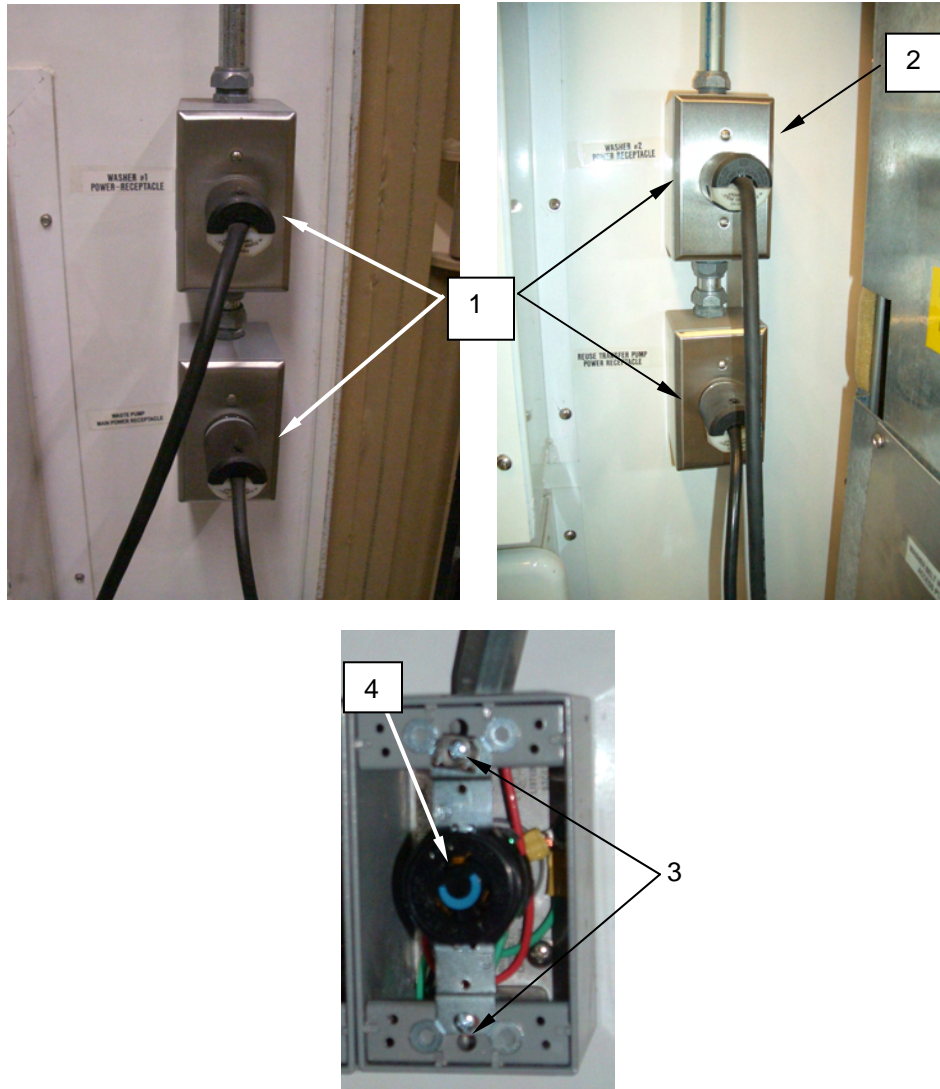 WASHER #1
POWER-RECEPTACLE
WASTE PUMP
MAIN POWER RECEPTACLE
1
WASHER #2
POWER RECEPTACLE
REUSE TRANSFER PUMP
POWER RECEPTACLE
2
4
3